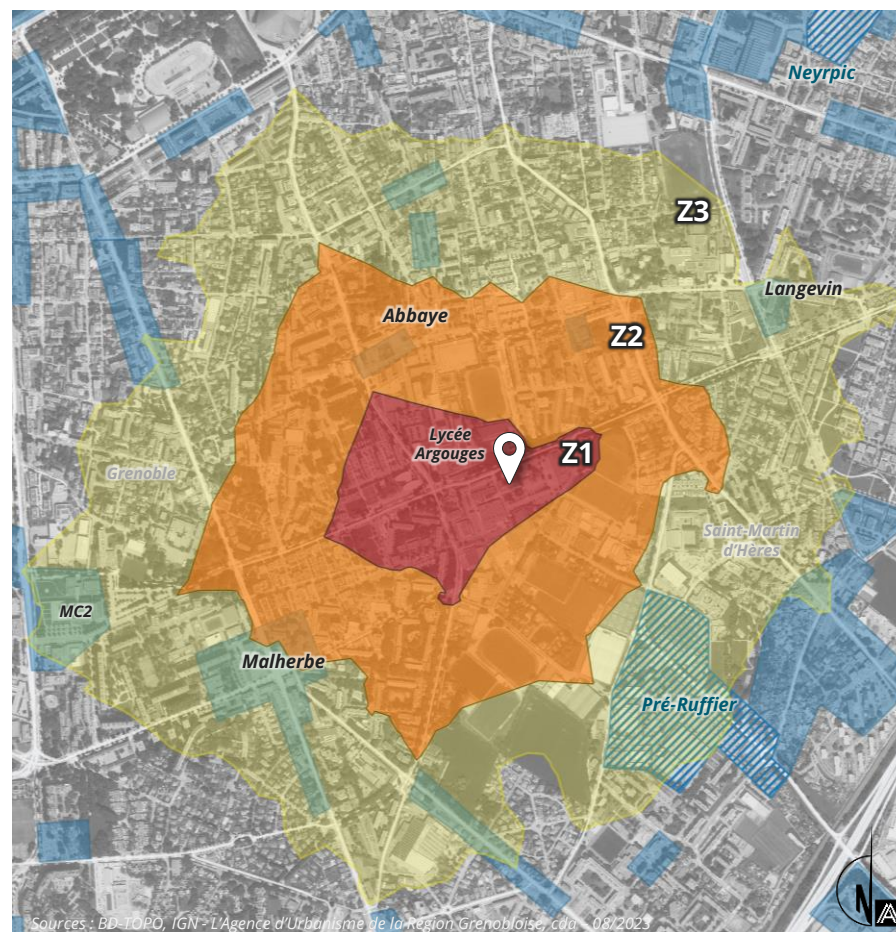 Neyrpic
Z3
Langevin
Abbaye
Z2
Lycée
Argouges
Z1
Grenoble
Saint-Martin
d'Hères
MC2
Malherbe
Pré-Ruffier
N
A
Sources : BD-TOPO, IGN - L'Agence d'Urbanisme de la Région Grenobloise, cda - 08/2023